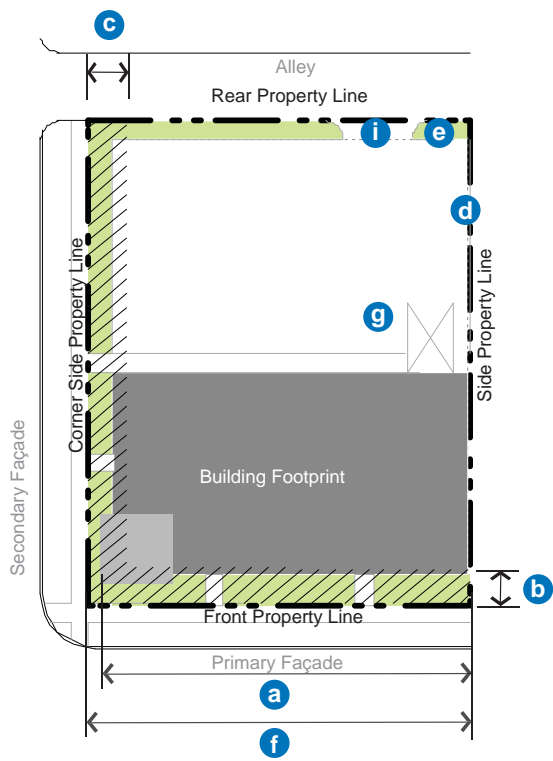 c
Alley
Rear Property Line
i
e
d
Corner Side Property Line
Side Property Line
g
Secondary Façade
Building Footprint
b
Front Property Line
Primary Façade
a
f